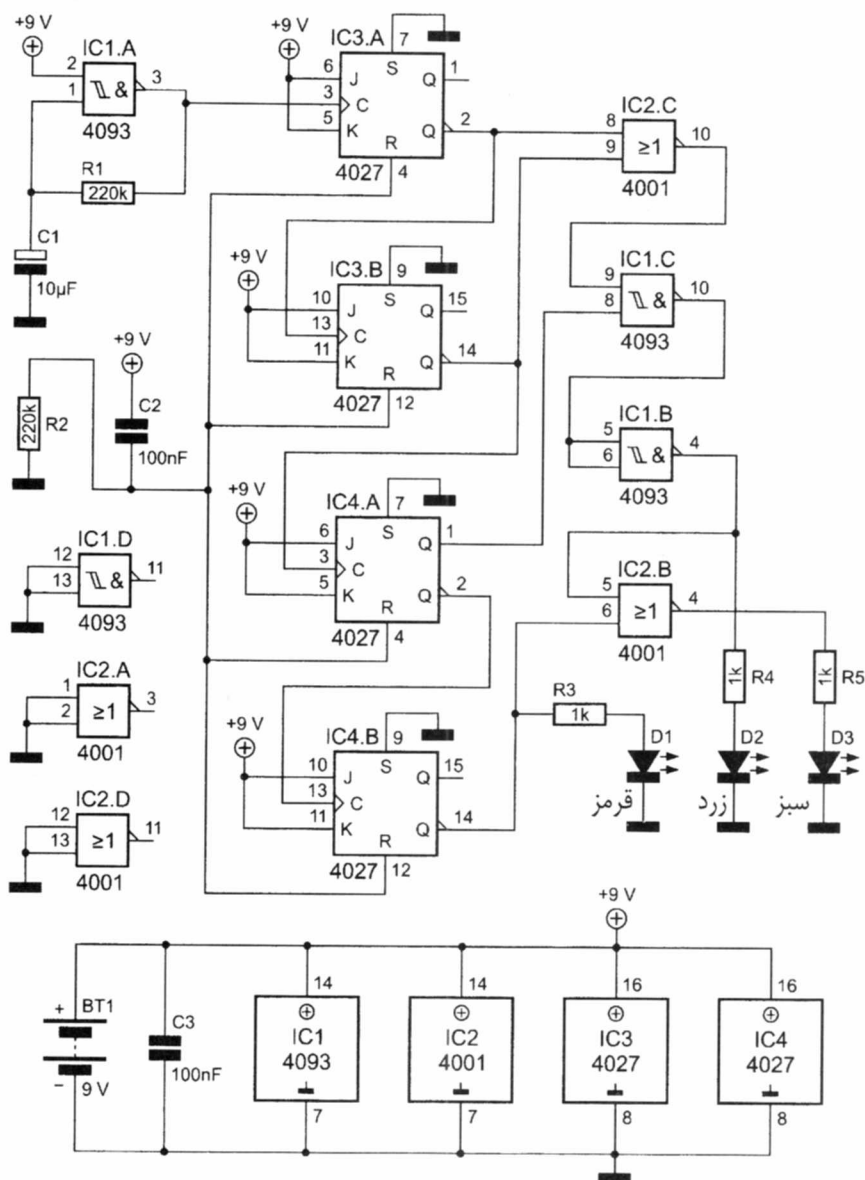 +9 V
IC1.A
2
1
3
& 
4093
R1
220k
C1
10µF
+9 V
IC3.A
7
S
6
J
3
C
5
K
Q
1
Q
2
R
4
4027
IC2.C
8
9
≥1
10
4001
+9 V
IC3.B
9
S
10
J
13
C
11
K
Q
15
Q
14
R
12
4027
IC1.C
9
8
&
10
4093
+9 V
C2
100nF
220k
R2
IC1.B
5
6
&
4
4093
+9 V
IC4.A
7
S
6
J
3
C
5
K
Q
1
Q
2
R
4
4027
IC1.D
12
13
&
11
4093
IC2.B
5
6
≥1
4
4001
IC2.A
1
2
≥1
3
4001
R3
1k
1k
R4
1k
R5
D1
D2
D3
قرمز
زرد
سبز
+9 V
IC4.B
9
S
10
J
13
C
11
K
Q
15
Q
14
R
12
4027
IC2.D
12
13
≥1
11
4001
+9 V
+
BT1
−
9 V
C3
100nF
14
IC1
4093
7
14
IC2
4001
7
16
IC3
4027
8
16
IC4
4027
8